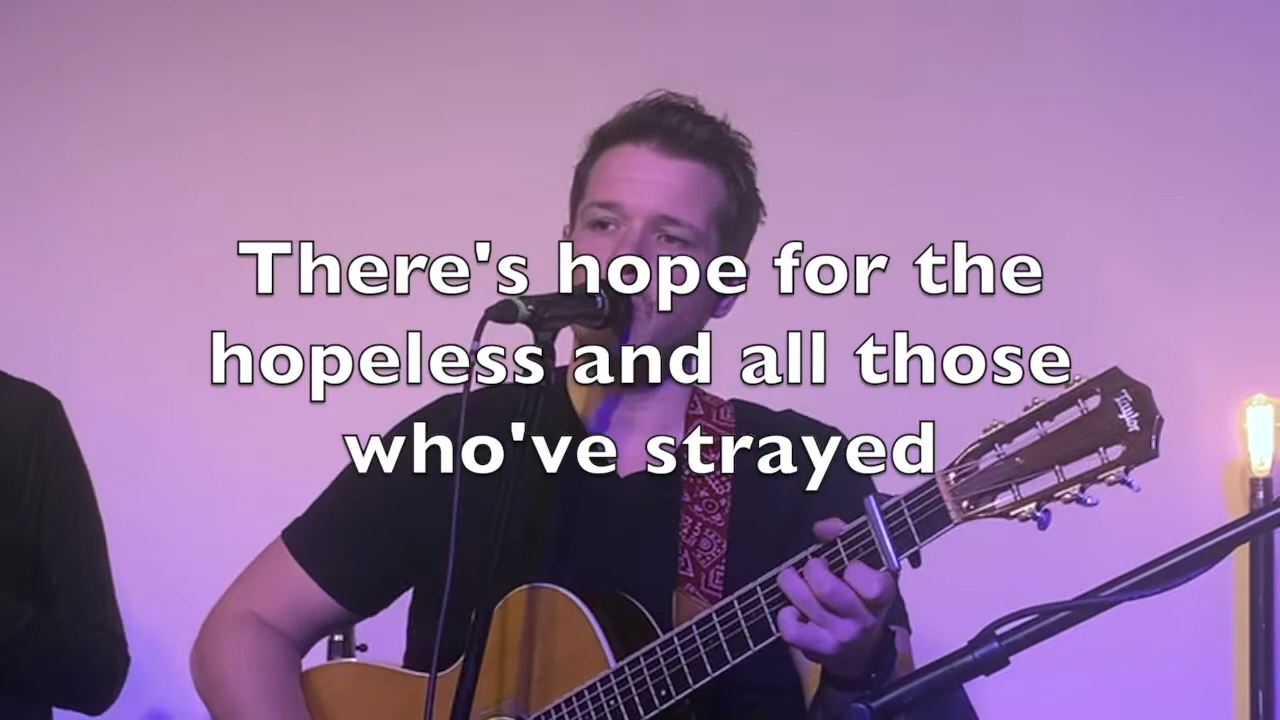 There's hope for the
hopeless and all those
who've strayed
Taylor